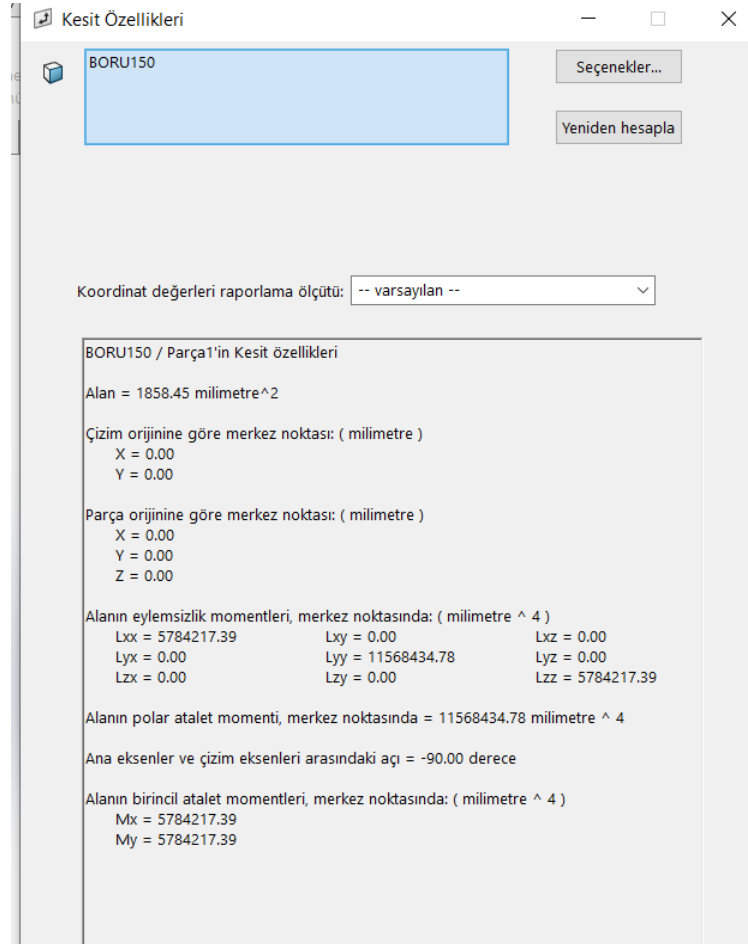 Kesit Özellikleri
BORU150
Seçenekler...
Yeniden hesapla
Koordinat değerleri raporlama ölçütü: -- varsayılan --
BORU150 / Parça1'in Kesit özellikleri
Alan = 1858.45 milimetre^2
Çizim orijinine göre merkez noktası: ( milimetre )
X = 0.00
Y = 0.00
Parça orijinine göre merkez noktası: ( milimetre )
X = 0.00
Y = 0.00
Z = 0.00
Alanın eylemsizlik momentleri, merkez noktasında: ( milimetre ^ 4 )
Lxx = 5784217.39 Lxy = 0.00 Lxz = 0.00
Lyx = 0.00 Lyy = 11568434.78 Lyz = 0.00
Lzx = 0.00 Lzy = 0.00 Lzz = 5784217.39
Alanın polar atalet momenti, merkez noktasında = 11568434.78 milimetre ^ 4
Ana eksenler ve çizim eksenleri arasındaki açı = -90.00 derece
Alanın birincil atalet momentleri, merkez noktasında: ( milimetre ^ 4 )
Mx = 5784217.39
My = 5784217.39